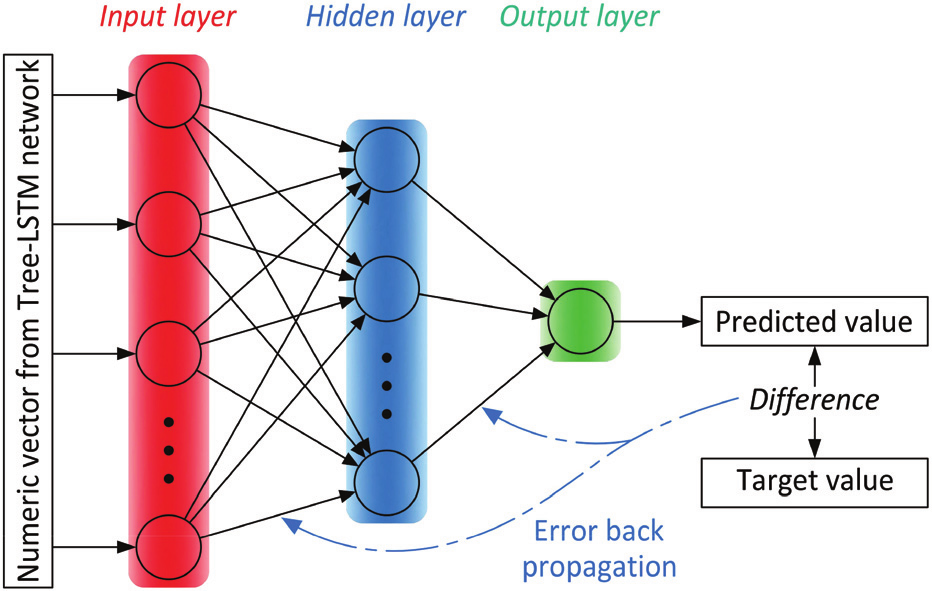 Input layer
Hidden layer
Output layer
Numeric vector from Tree-LSTM network
Predicted value
Difference
Target value
Error back
propagation